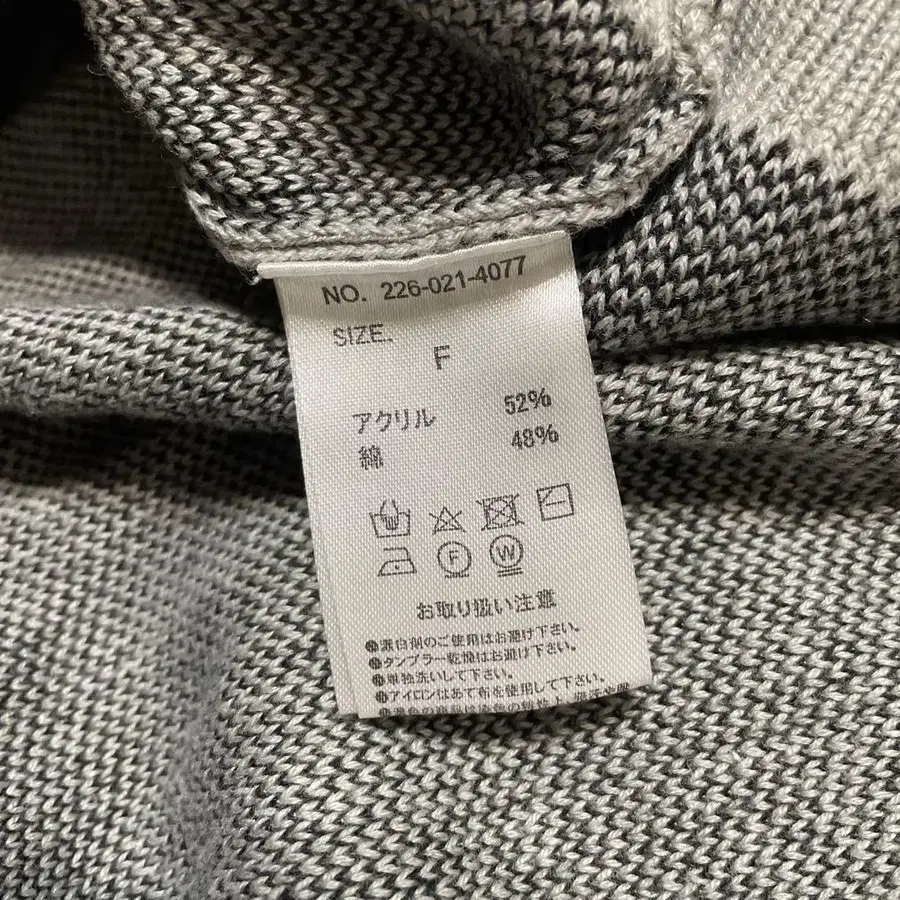 NO. 226-021-4077
SIZE.
F
アクリル 52%
綿 48%
F W
お取り扱い注意
●漂白剤のご使用はお避け下さい。
●タンブラー乾燥はお避け下さい。
●単独洗いして下さい。
●アイロンはあて布を使用して下さい。